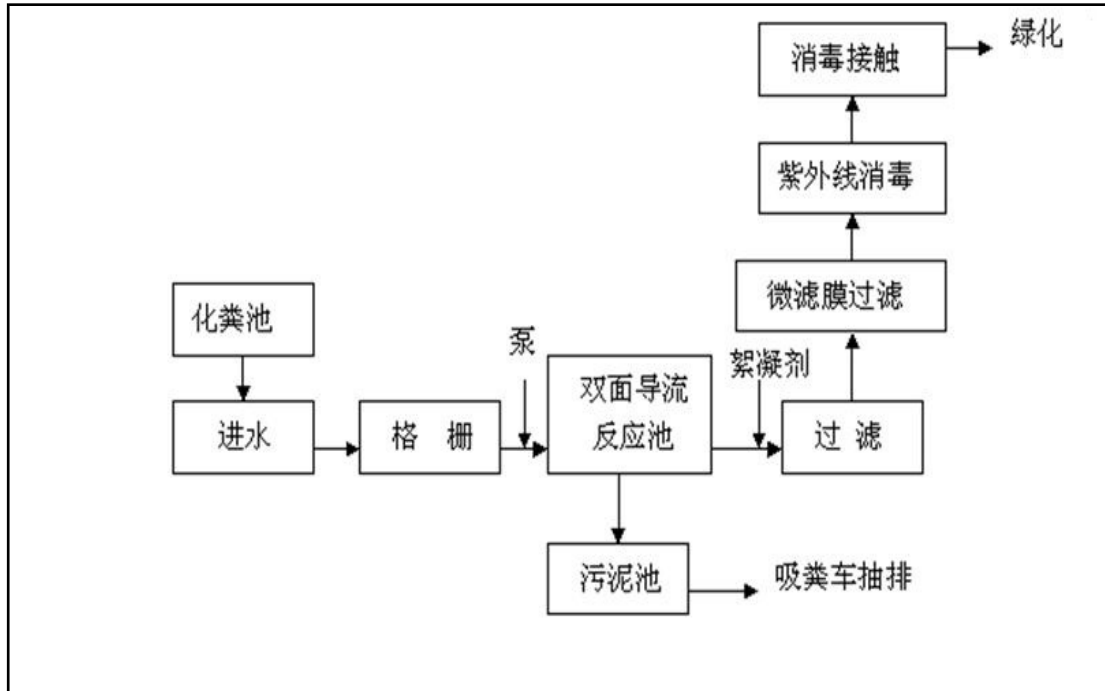 绿化
消毒接触
紫外线消毒
微滤膜过滤
化粪池
泵
絮凝剂
双面导流
反应池
进水
格 栅
过 滤
污泥池
吸粪车抽排